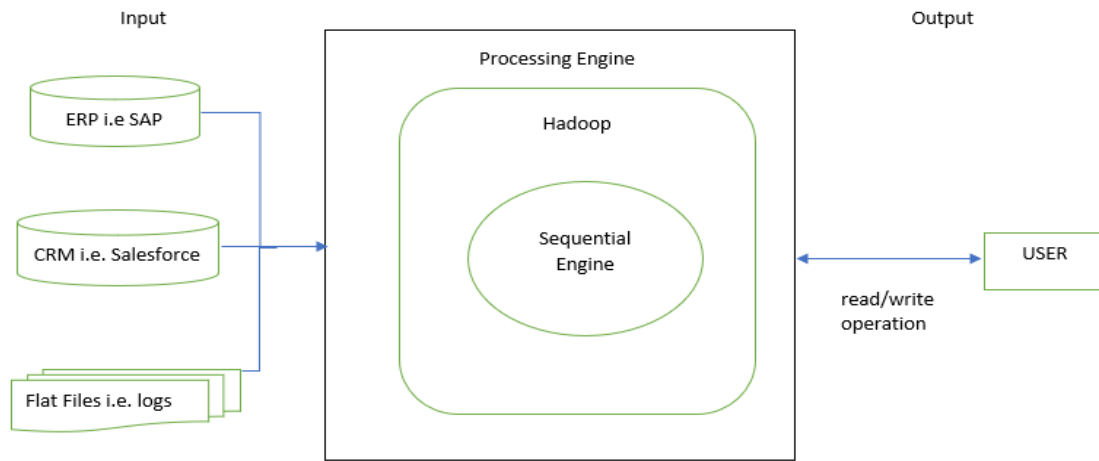 Input
Output
Processing Engine
ERP i.e SAP
Hadoop
CRM i.e. Salesforce
Sequential
Engine
USER
read/write
operation
Flat Files i.e. logs